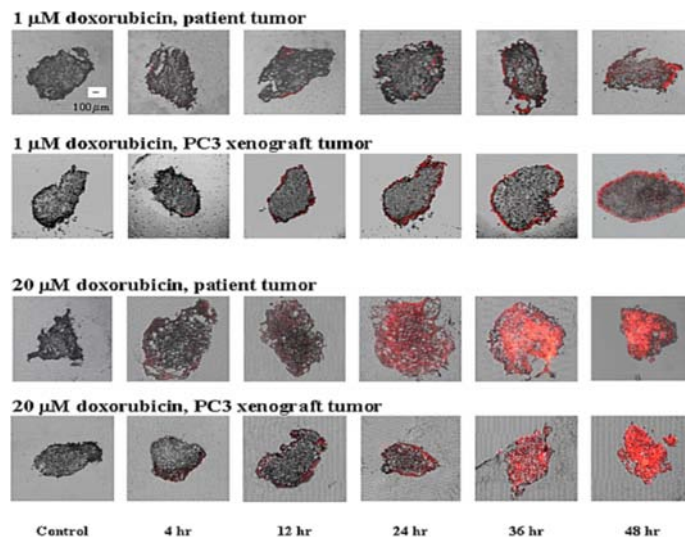 1 µM doxorubicin, patient tumor
100 µm
1 µM doxorubicin, PC3 xenograft tumor
20 µM doxorubicin, patient tumor
20 µM doxorubicin, PC3 xenograft tumor
Control 4 hr 12 hr 24 hr 36 hr 48 hr